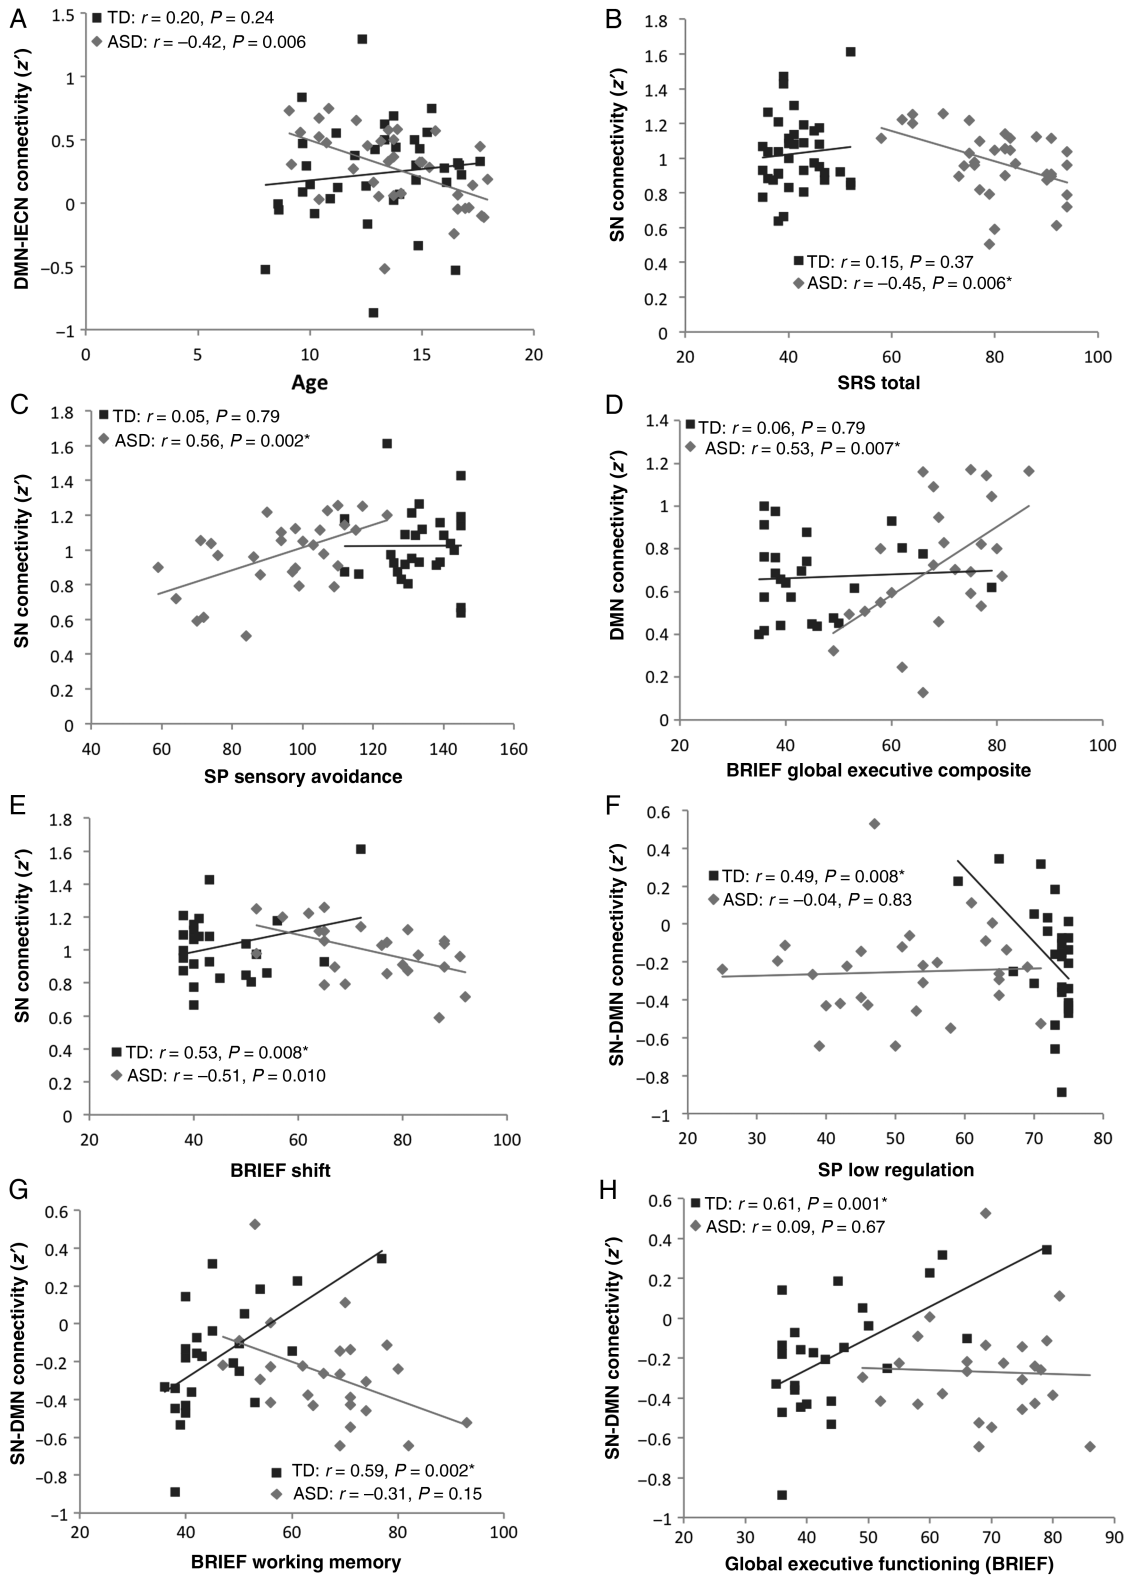 A
TD: r = 0.20, P = 0.24
ASD: r = –0.42, P = 0.006
DMN-lECN connectivity (z′)
1.5
1
0.5
0
−0.5
−1
0 5 10 15 20
Age
B
SN connectivity (z′)
1.8
1.6
1.4
1.2
1
0.8
0.6
0.4
0.2
0
TD: r = 0.15, P = 0.37
ASD: r = –0.45, P = 0.006*
20 40 60 80 100
SRS total
C
TD: r = 0.05, P = 0.79
ASD: r = 0.56, P = 0.002*
SN connectivity (z′)
1.8
1.6
1.4
1.2
1
0.8
0.6
0.4
0.2
0
40 60 80 100 120 140 160
SP sensory avoidance
D
TD: r = 0.06, P = 0.79
ASD: r = 0.53, P = 0.007*
DMN connectivity (z′)
1.4
1.2
1
0.8
0.6
0.4
0.2
0
20 40 60 80 100
BRIEF global executive composite
E
SN connectivity (z′)
1.8
1.6
1.4
1.2
1
0.8
0.6
0.4
0.2
0
TD: r = 0.53, P = 0.008*
ASD: r = –0.51, P = 0.010
20 40 60 80 100
BRIEF shift
F
SN-DMN connectivity (z′)
0.6
0.4
0.2
0
−0.2
−0.4
−0.6
−0.8
−1
TD: r = 0.49, P = 0.008*
ASD: r = –0.04, P = 0.83
20 30 40 50 60 70 80
SP low regulation
G
SN-DMN connectivity (z′)
0.6
0.4
0.2
0
−0.2
−0.4
−0.6
−0.8
−1
TD: r = 0.59, P = 0.002*
ASD: r = –0.31, P = 0.15
20 40 60 80 100
BRIEF working memory
H
TD: r = 0.61, P = 0.001*
ASD: r = 0.09, P = 0.67
SN-DMN connectivity (z′)
0.6
0.4
0.2
0
−0.2
−0.4
−0.6
−0.8
−1
20 30 40 50 60 70 80 90
Global executive functioning (BRIEF)